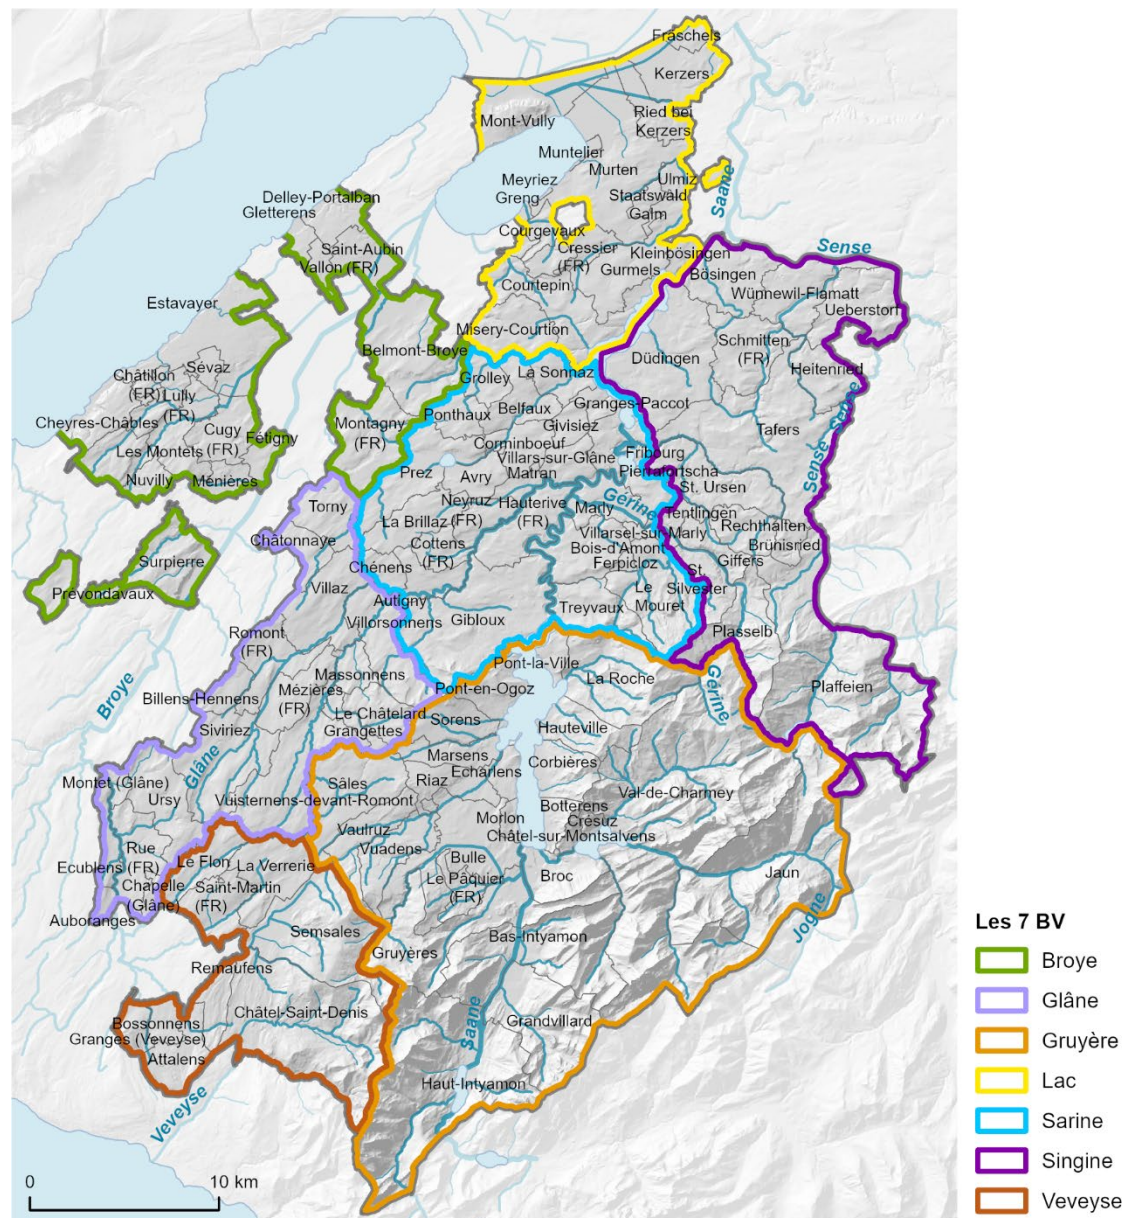 Fräschels
Kerzers
Mont-Vully
Ried bei
Kerzers
Muntelier
Murten
Meyriez
Greng
Ulmiz
Staatswald
Galm
Saane
Delley-Portalban
Gletterens
Saint-Aubin
Vallon (FR)
Courgevaux
Cressier
(FR)
Kleinbösingen
Gurmels
Sense
Bösingen
Courtepin
Wünnewil-Flamatt
Ueberstorf
Estavayer
Misery-Courtion
Belmont-Broye
Düdingen
Schmitten
(FR)
Heitenried
Sévaz
Châtillon
(FR)
Lully
(FR)
Grolley
La Sonnaz
Cheyres-Châbles
Cugy
(FR)
Fétigny
Montagny
(FR)
Ponthaux
Belfaux
Granges-Paccot
Givisiez
Tafers
Sense
Les Montets
Nuvilly
Ménières
Corminboeuf
Villars-sur-Glâne
Matran
Fribourg
Pierrafortscha
St. Ursen
Prez
Avry
Sense
Torny
Neyruz
(FR)
Hauterive
(FR)
Gérine
Marly
Tentlingen
Rechthalten
Brünisried
Châtonnaye
La Brillaz
Cottens
(FR)
Villarsel-sur-Marly
Bois-d'Amont
Ferpicloz
Giffers
Surpierre
Prévondavaux
Chénens
Villaz
Autigny
Villorsonnens
Gibloux
Treyvaux
Le
Mouret
St.
Silvester
Plasselb
Romont
(FR)
Pont-la-Ville
La Roche
Gérine
Plaffeien
Massonnens
Pont-en-Ogoz
Broye
Billens-Hennens
Mézières
(FR)
Le Châtelard
Grangettes
Sorens
Hauteville
Siviriez
Glâne
Marsens
Echarlens
Corbières
Montet (Glâne)
Ursy
Sâles
Riaz
Vuisternens-devant-Romont
Val-de-Charmey
Botterens
Crésuz
Morlon
Châtel-sur-Montsalvens
Vaulruz
Vuadens
Rue
(FR)
Ecublens
Le Flon
La Verrerie
Bulle
Le Pâquier
(FR)
Broc
Jaun
Chapelle
(Glâne)
Saint-Martin
(FR)
Auboranges
Semsales
Gruyères
Bas-Intyamon
Jogne
Remaufens
Châtel-Saint-Denis
Bossonnens
Granges (Veveyse)
Attalens
Grandvillard
Saane
Haut-Intyamon
Veveyse
0
10 km
Les 7 BV
Broye
Glâne
Gruyère
Lac
Sarine
Singine
Veveyse